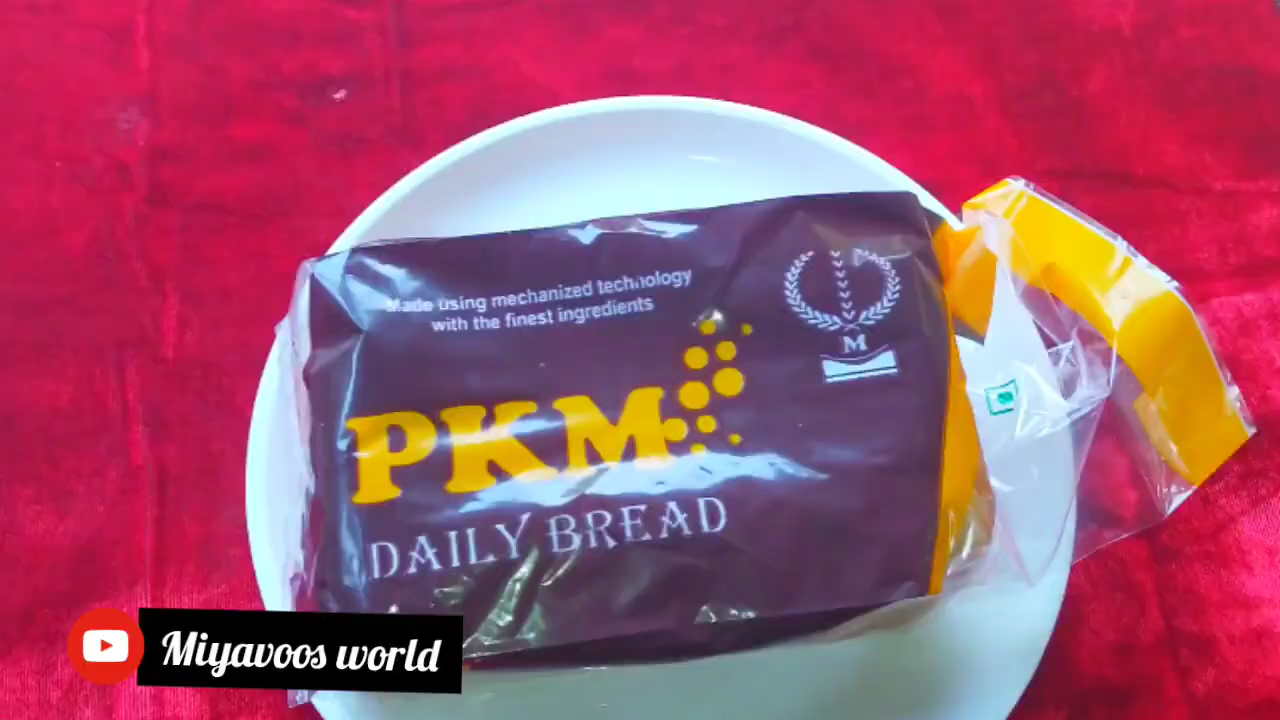 Made using mechanized technology
with the finest ingredients
M
PKM
DAILY BREAD
Miyavoos world